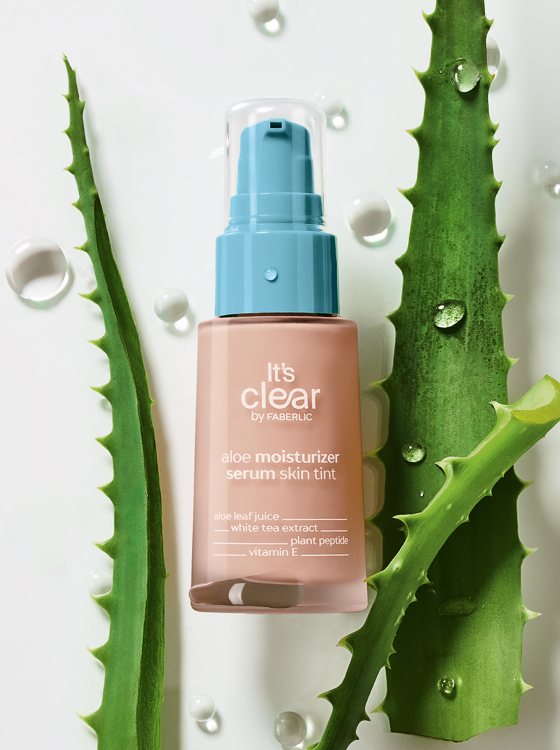 It's
clear
by FABERLIC
aloe moisturizer
serum skin tint
aloe leaf juice
white tea extract
plant peptide
vitamin E